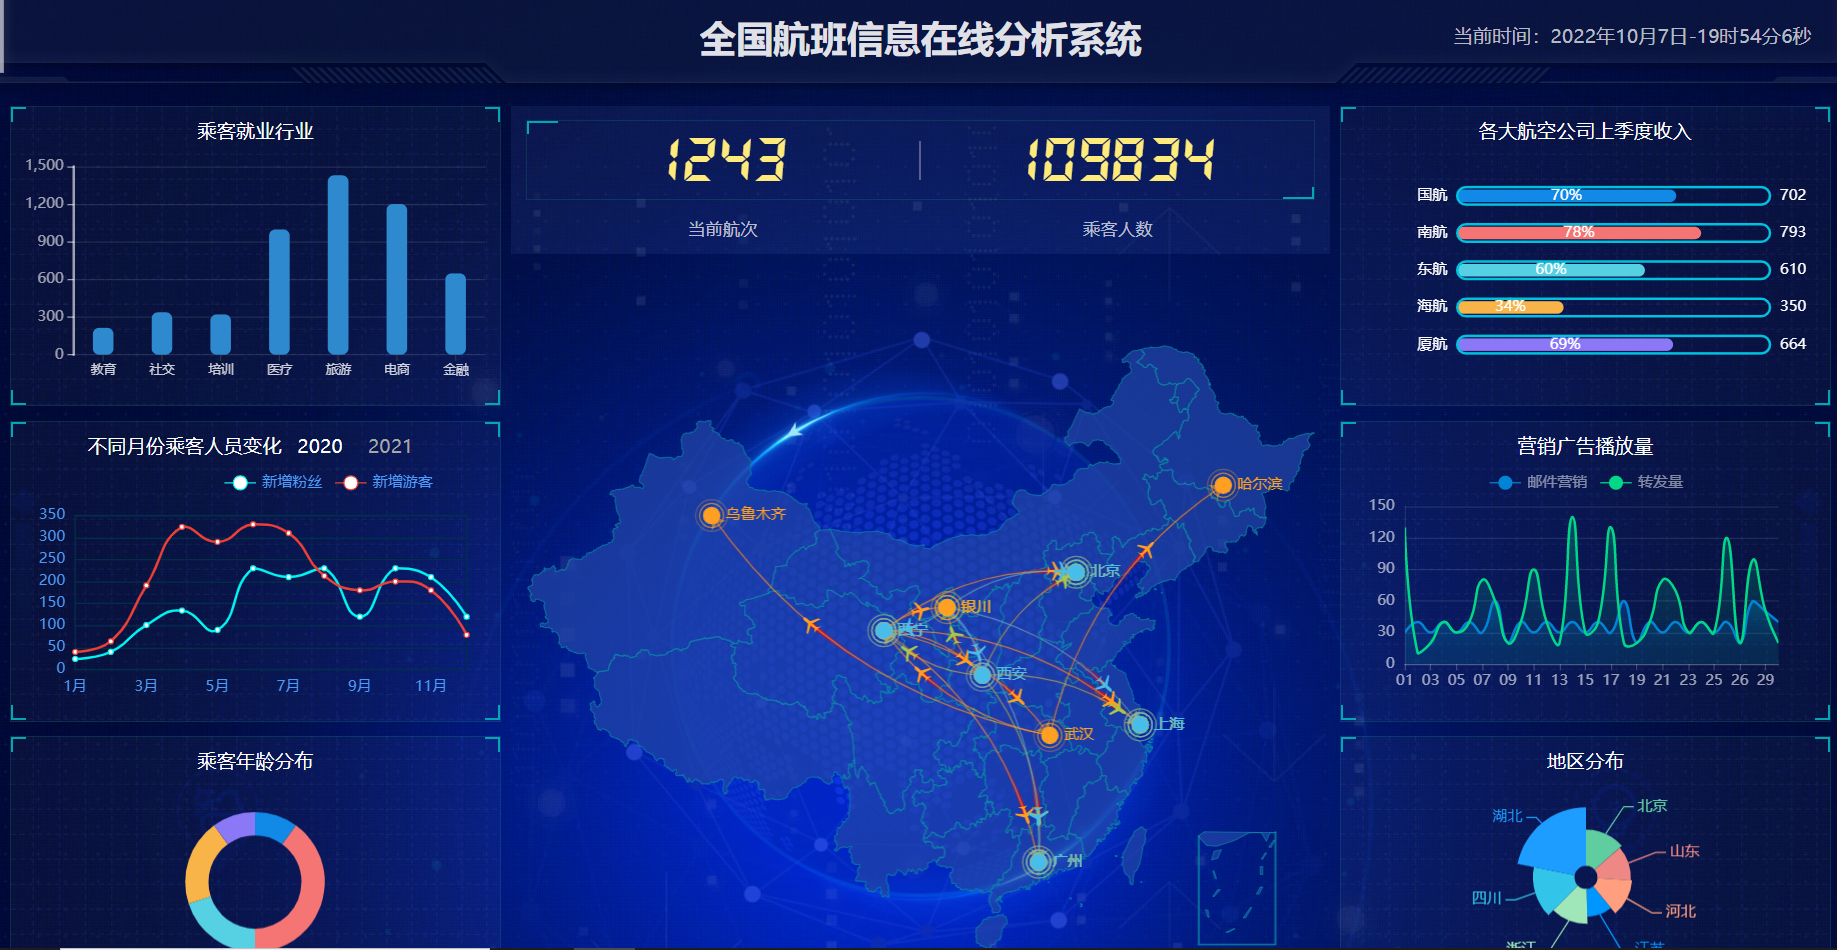 全国航班信息在线分析系统
当前时间：2022年10月7日-19时54分6秒
乘客就业行业
1,500
1,200
900
600
300
0
教育 社交 培训 医疗 旅游 电商 金融
不同月份乘客人员变化 2020 2021
新增粉丝 新增游客
350
300
250
200
150
100
50
0
1月 3月 5月 7月 9月 11月
乘客年龄分布
1243 109834
当前航次 乘客人数
哈尔滨
乌鲁木齐
北京
银川
西宁
西安
上海
武汉
广州
各大航空公司上季度收入
国航 70% 702
南航 78% 793
东航 60% 610
海航 34% 350
厦航 69% 664
营销广告播放量
邮件营销 转发量
150
120
90
60
30
0
01 03 05 07 09 11 13 15 17 19 21 23 25 26 29
地区分布
湖北 北京
山东
四川
河北
浙江 江苏